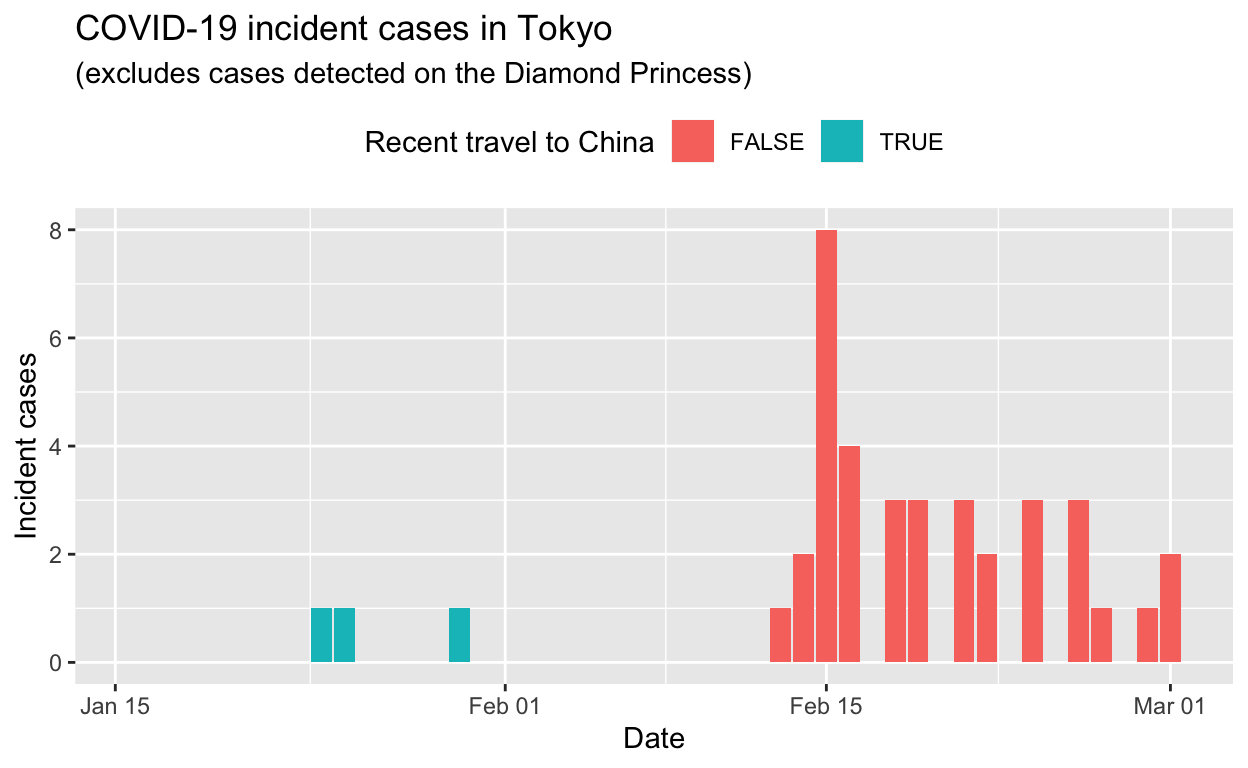 COVID-19 incident cases in Tokyo
(excludes cases detected on the Diamond Princess)
Recent travel to China FALSE TRUE
8
6
4
2
0
Incident cases
Jan 15 Feb 01 Feb 15 Mar 01
Date